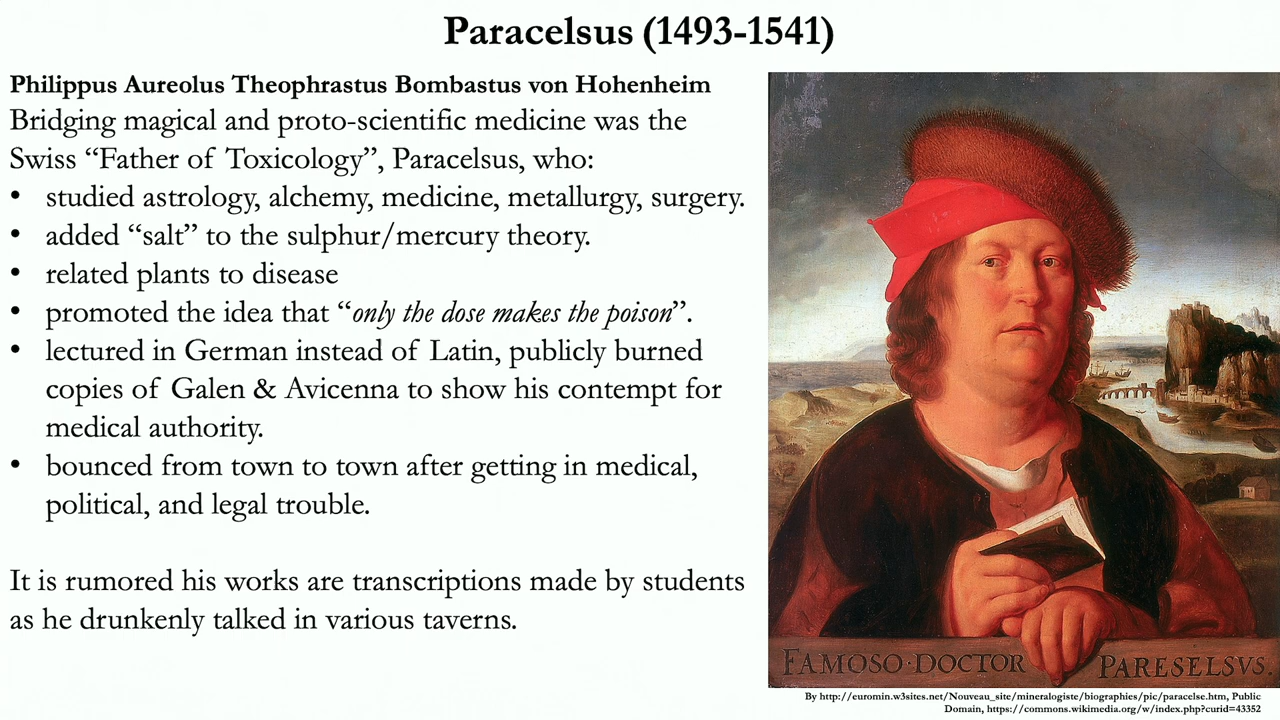 Paracelsus (1493-1541)
Philippus Aureolus Theophrastus Bombastus von Hohenheim
Bridging magical and proto-scientific medicine was the
Swiss “Father of Toxicology”, Paracelsus, who:
• studied astrology, alchemy, medicine, metallurgy, surgery.
• added “salt” to the sulphur/mercury theory.
• related plants to disease
• promoted the idea that “only the dose makes the poison”.
• lectured in German instead of Latin, publicly burned
copies of Galen & Avicenna to show his contempt for
medical authority.
• bounced from town to town after getting in medical,
political, and legal trouble.
It is rumored his works are transcriptions made by students
as he drunkenly talked in various taverns.
FAMOSO·DOCTOR PARESELSVS.
By http://euromin.w3sites.net/Nouveau_site/mineralogiste/biographies/pic/paracelse.htm, Public
Domain, https://commons.wikimedia.org/w/index.php?curid=43352